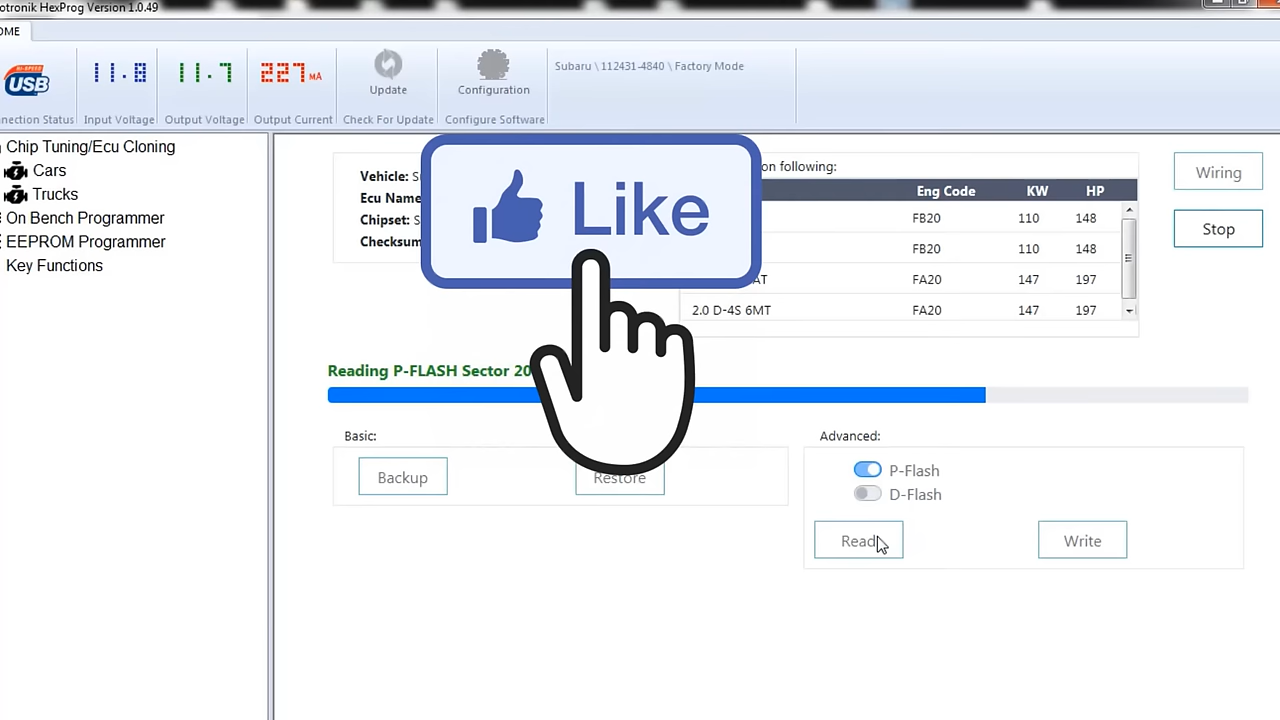 otronik HexProg Version 1.0.49
OME
HI-SPEED
USB
11.8
11.7
227 MA
Update
Configuration
Subaru \ 112431-4840 \ Factory Mode
nection Status
Input Voltage
Output Voltage
Output Current
Check For Update
Configure Software
Chip Tuning/Ecu Cloning
Cars
Trucks
On Bench Programmer
EEPROM Programmer
Key Functions
Vehicle: S
Ecu Name
Chipset: S
Checksum
Like
on following:
Eng Code KW HP
FB20 110 148
FB20 110 148
AT FA20 147 197
2.0 D-4S 6MT FA20 147 197
Wiring
Stop
Reading P-FLASH Sector 20
Basic:
Backup
Restore
Advanced:
P-Flash
D-Flash
Read
Write